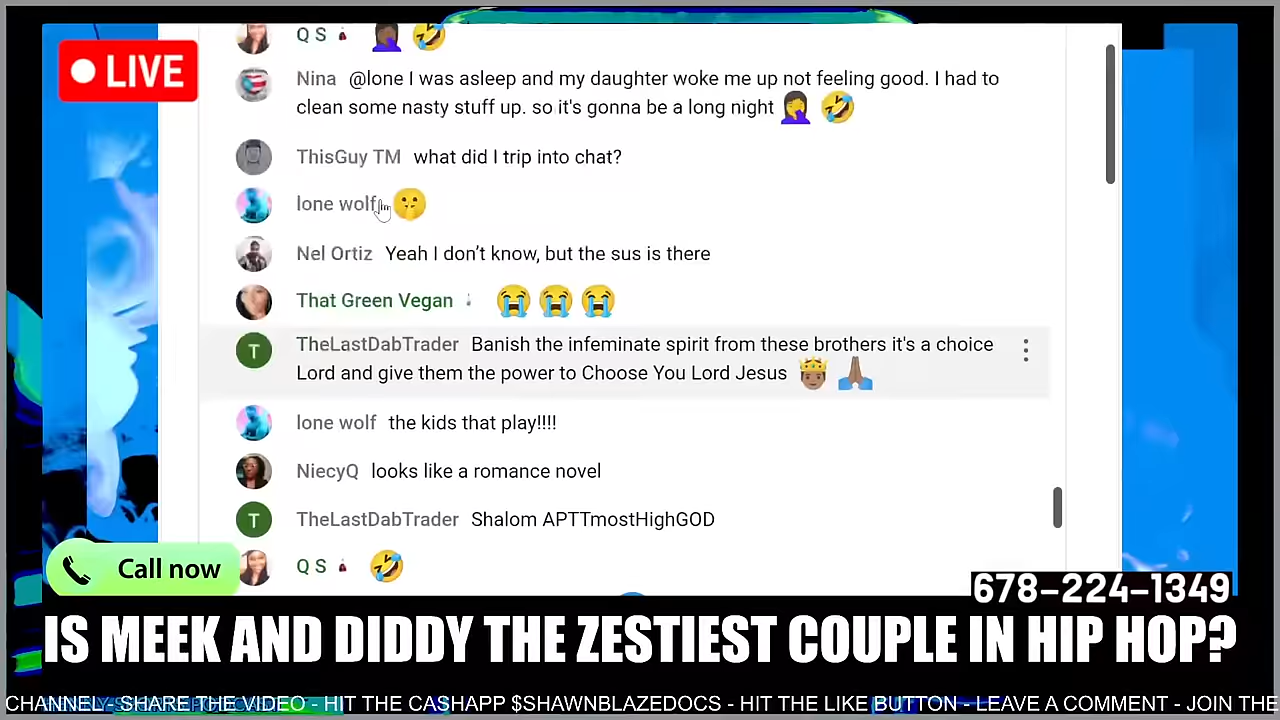 LIVE
Q S
Nina @lone I was asleep and my daughter woke me up not feeling good. I had to
clean some nasty stuff up. so it's gonna be a long night
ThisGuy TM what did I trip into chat?
lone wolf
Nel Ortiz Yeah I don’t know, but the sus is there
That Green Vegan
T
TheLastDabTrader Banish the infeminate spirit from these brothers it's a choice
Lord and give them the power to Choose You Lord Jesus
lone wolf the kids that play!!!!
NiecyQ looks like a romance novel
T
TheLastDabTrader Shalom APTTmostHighGOD
Q S
Call now
678-224-1349
IS MEEK AND DIDDY THE ZESTIEST COUPLE IN HIP HOP?
CHANNEL - SHARE THE VIDEO - HIT THE CASHAPP $SHAWNBLAZEDOCS - HIT THE LIKE BUTTON - LEAVE A COMMENT - JOIN THE